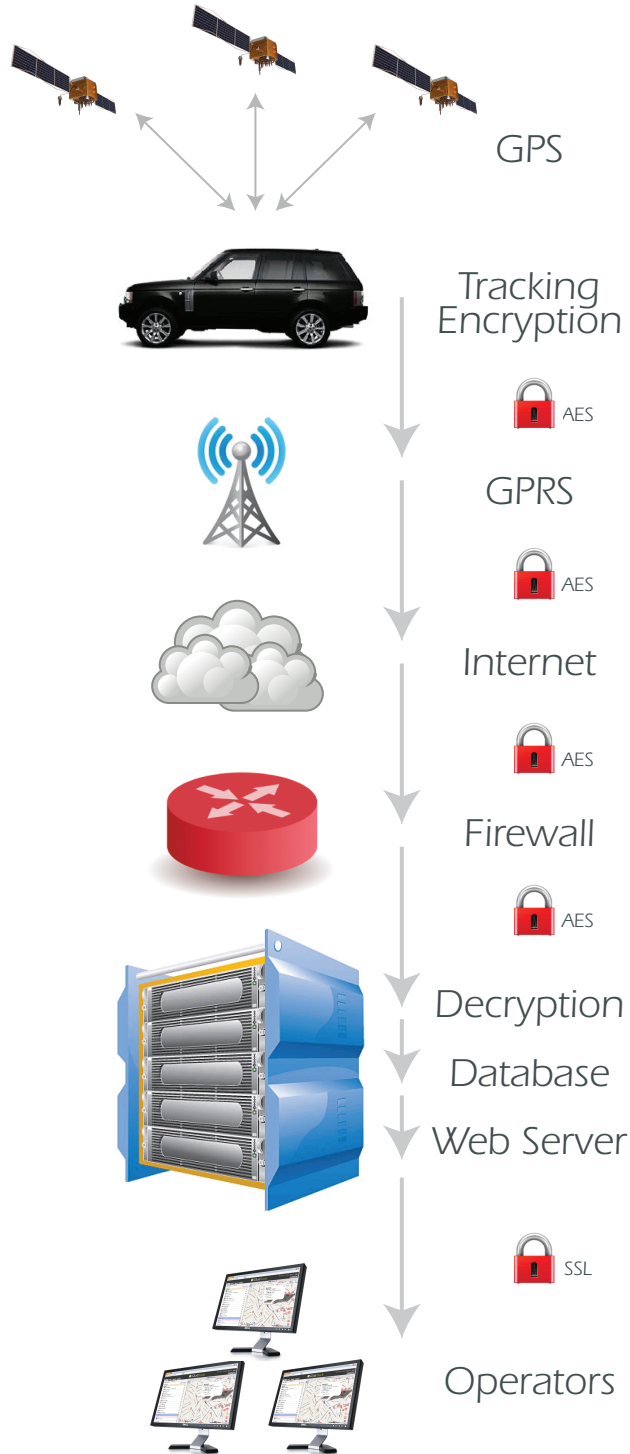 GPS
Tracking
Encryption
AES
GPRS
AES
Internet
AES
Firewall
AES
Decryption
Database
Web Server
SSL
Operators